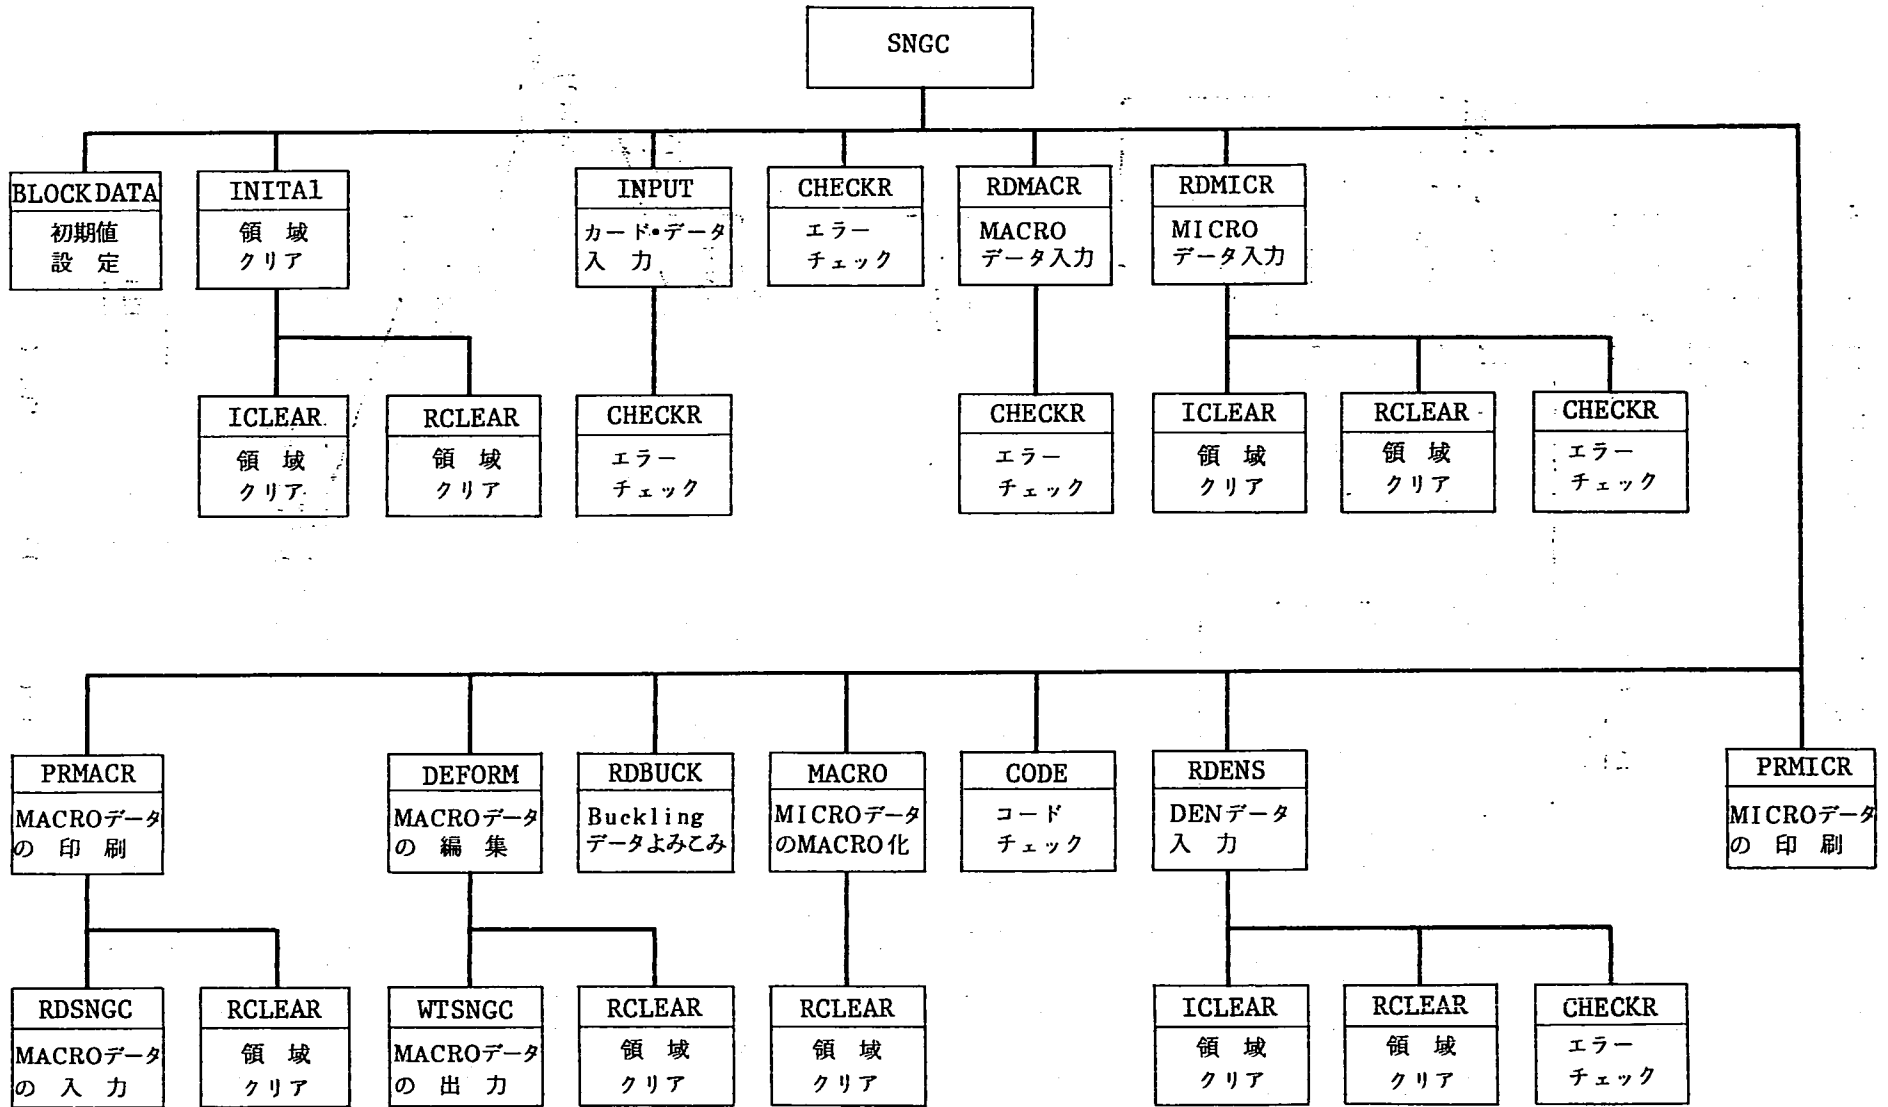 SNGC
BLOCKDATA
初期値
設 定
INITA1
領 域
クリア
INPUT
カード・データ
入 力
CHECKR
エラー
チェック
RDMACR
MACRO
データ入力
RDMICR
MICRO
データ入力
ICLEAR
領 域
クリア
RCLEAR
領 域
クリア
CHECKR
エラー
チェック
CHECKR
エラー
チェック
ICLEAR
領 域
クリア
RCLEAR
領 域
クリア
CHECKR
エラー
チェック
PRMACR
MACROデータ
の 印 刷
DEFORM
MACROデータ
の 編 集
RDBUCK
Buckling
データよみこみ
MACRO
MICROデータ
のMACRO化
CODE
コード
チェック
RDENS
DENデータ
入 力
PRMICR
MICROデータ
の 印 刷
RDSNGC
MACROデータ
の 入 力
RCLEAR
領 域
クリア
WTSNGC
MACROデータ
の 出 力
RCLEAR
領 域
クリア
RCLEAR
領 域
クリア
ICLEAR
領 域
クリア
RCLEAR
領 域
クリア
CHECKR
エラー
チェック